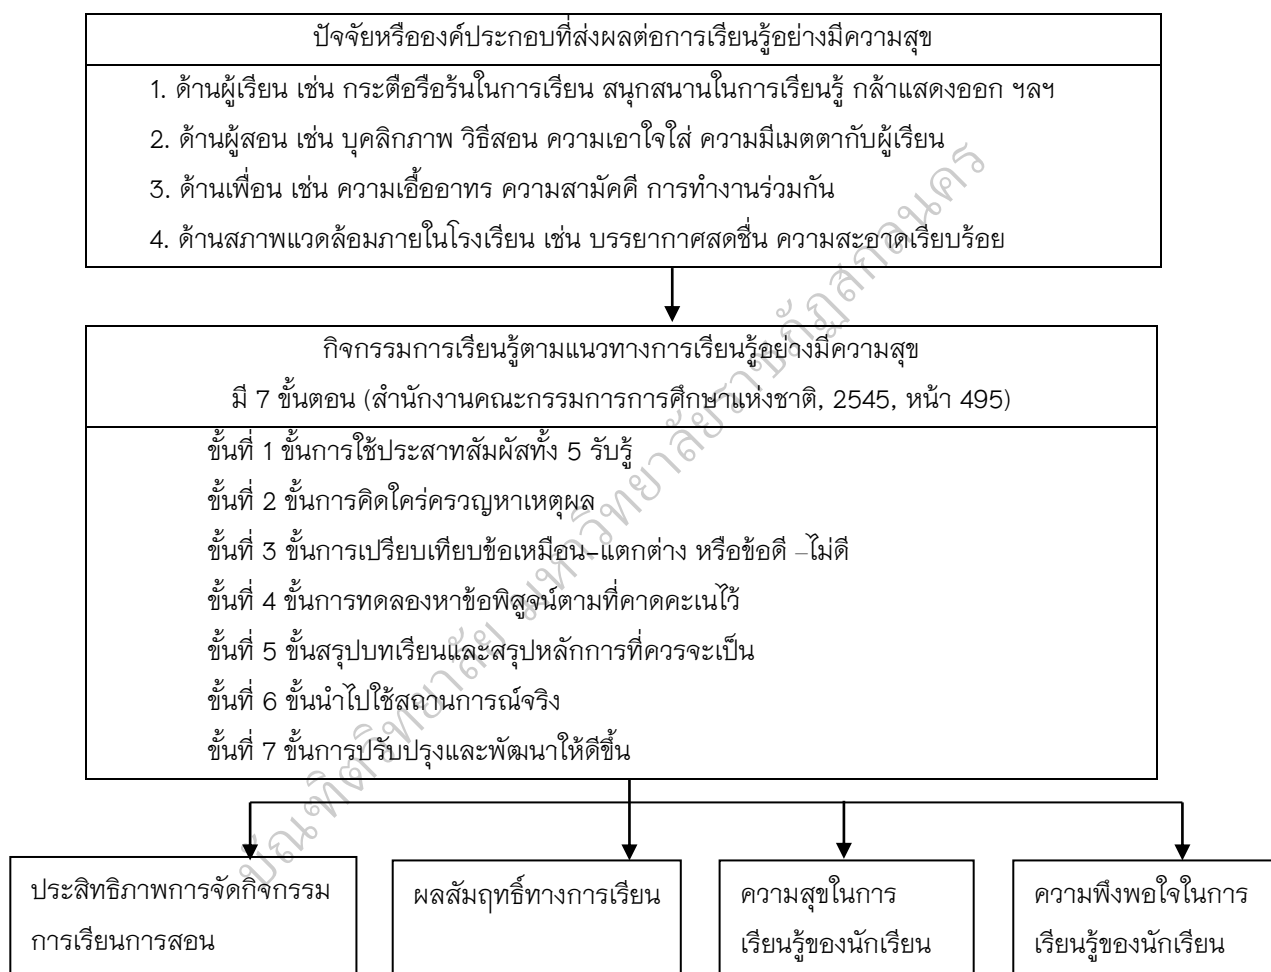 ปัจจัยหรือองค์ประกอบที่ส่งผลต่อการเรียนรู้อย่างมีความสุข
1. ด้านผู้เรียน เช่น กระตือรือร้นในการเรียน สนุกสนานในการเรียนรู้ กล้าแสดงออก ฯลฯ
2. ด้านผู้สอน เช่น บุคลิกภาพ วิธีสอน ความเอาใจใส่ ความมีเมตตากับผู้เรียน
3. ด้านเพื่อน เช่น ความเอื้ออาทร ความสามัคคี การทำงานร่วมกัน
4. ด้านสภาพแวดล้อมภายในโรงเรียน เช่น บรรยากาศสดชื่น ความสะอาดเรียบร้อย
กิจกรรมการเรียนรู้ตามแนวทางการเรียนรู้อย่างมีความสุข
มี 7 ขั้นตอน (สำนักงานคณะกรรมการการศึกษาแห่งชาติ, 2545, หน้า 495)
ขั้นที่ 1 ขั้นการใช้ประสาทสัมผัสทั้ง 5 รับรู้
ขั้นที่ 2 ขั้นการคิดใคร่ครวญหาเหตุผล
ขั้นที่ 3 ขั้นการเปรียบเทียบข้อเหมือน-แตกต่าง หรือข้อดี –ไม่ดี
ขั้นที่ 4 ขั้นการทดลองหาข้อพิสูจน์ตามที่คาดคะเนไว้
ขั้นที่ 5 ขั้นสรุปบทเรียนและสรุปหลักการที่ควรจะเป็น
ขั้นที่ 6 ขั้นนำไปใช้สถานการณ์จริง
ขั้นที่ 7 ขั้นการปรับปรุงและพัฒนาให้ดีขึ้น
ประสิทธิภาพการจัดกิจกรรม
การเรียนการสอน
ผลสัมฤทธิ์ทางการเรียน
ความสุขในการ
เรียนรู้ของนักเรียน
ความพึงพอใจในการ
เรียนรู้ของนักเรียน
บัณฑิตวิทยาลัย มหาวิทยาลัยราชภัฏสกลนคร